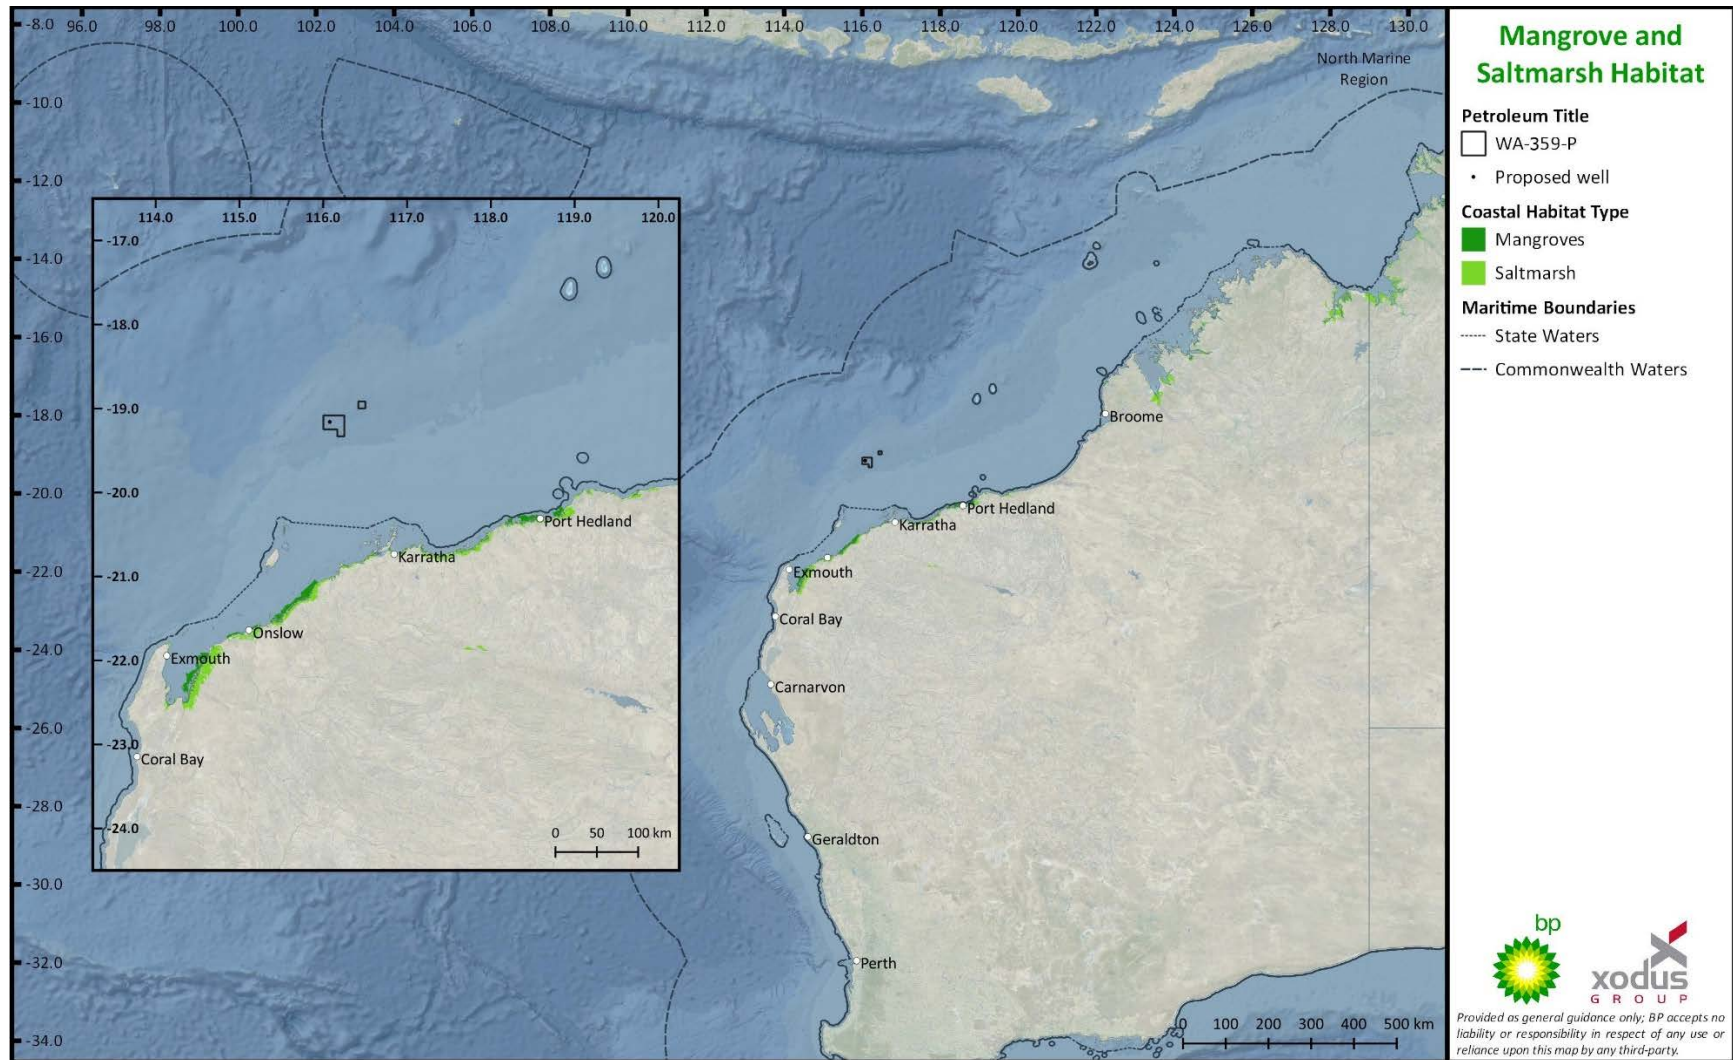 96.0 98.0 100.0 102.0 104.0 106.0 108.0 110.0 112.0 114.0 116.0 118.0 120.0 122.0 124.0 126.0 128.0 130.0
-8.0
-10.0
-12.0
-14.0
-16.0
-18.0
-20.0
-22.0
-24.0
-26.0
-28.0
-30.0
-32.0
-34.0
North Marine
Region
Broome
Port Hedland
Karratha
Exmouth
Coral Bay
Carnarvon
Geraldton
Perth
0 100 200 300 400 500 km
114.0 115.0 116.0 117.0 118.0 119.0 120.0
-17.0
-18.0
-19.0
-20.0
-21.0
-22.0
-23.0
-24.0
Port Hedland
Karratha
Onslow
Exmouth
Coral Bay
0 50 100 km
Mangrove and
Saltmarsh Habitat
Petroleum Title
WA-359-P
Proposed well
Coastal Habitat Type
Mangroves
Saltmarsh
Maritime Boundaries
State Waters
Commonwealth Waters
bp
xodus
GROUP
Provided as general guidance only; BP accepts no
liability or responsibility in respect of any use or
reliance upon this map by any third-party.